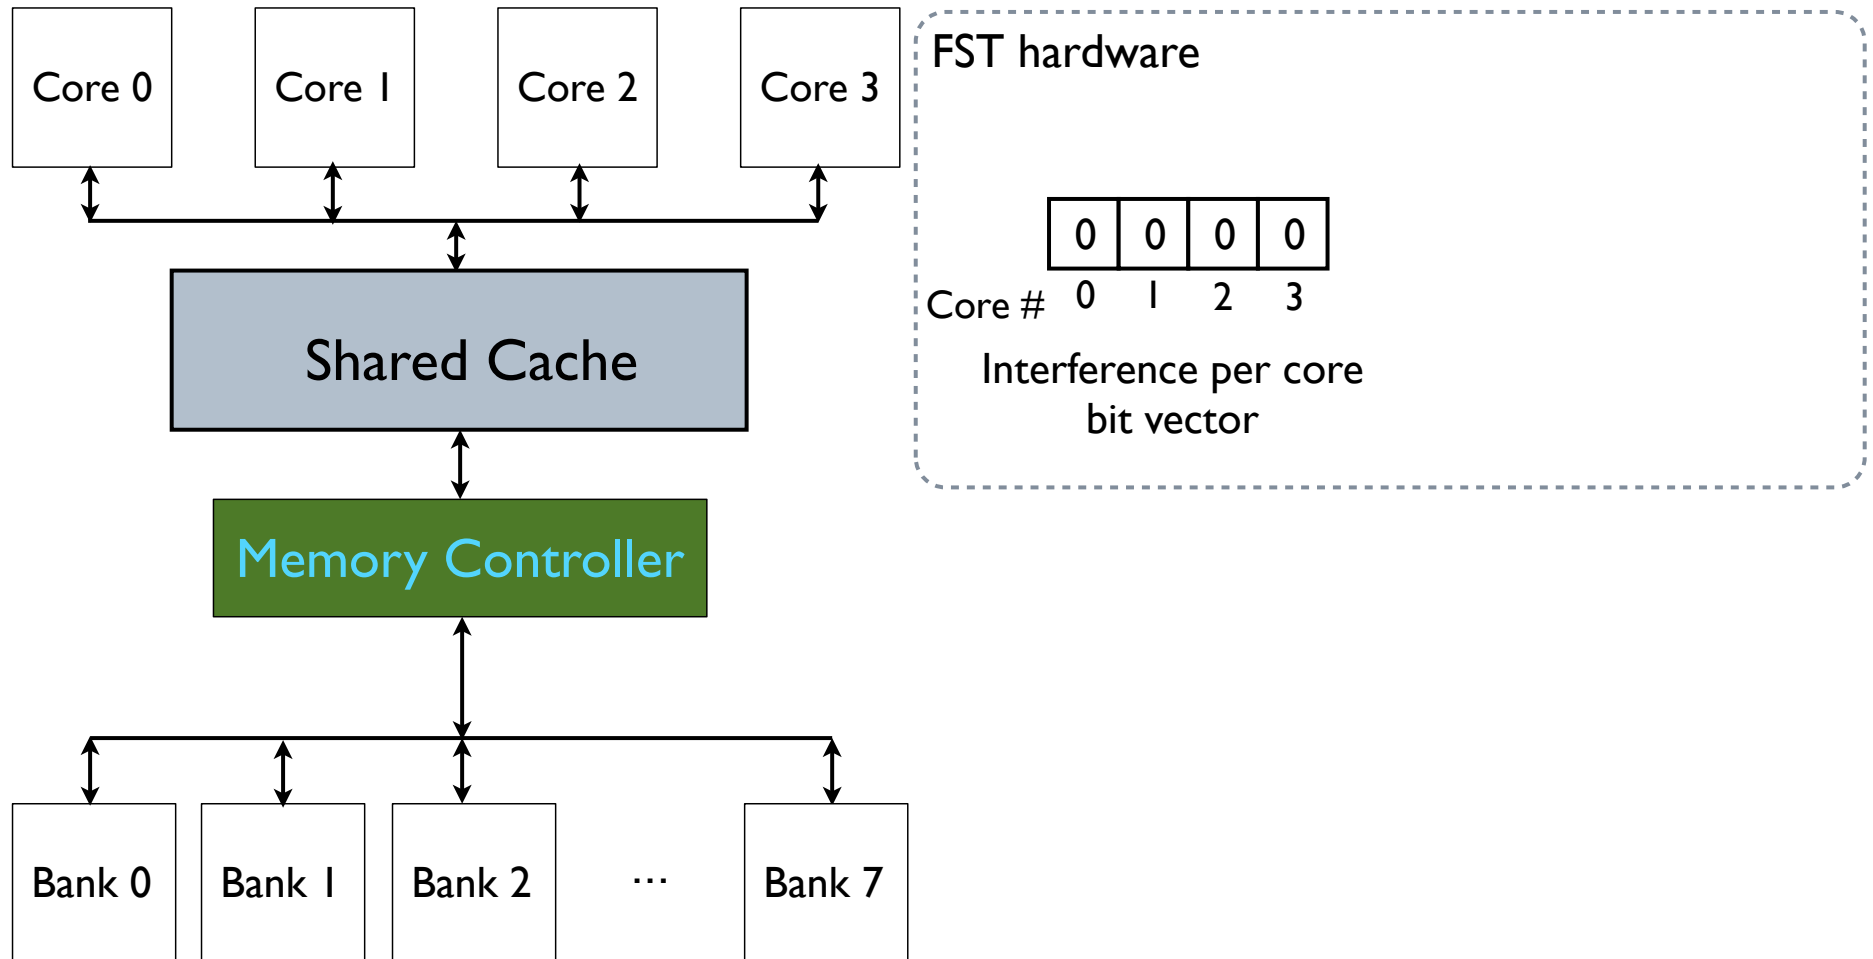 Core 0 Core 1 Core 2 Core 3
FST hardware
0 0 0 0
Core # 0 1 2 3
Interference per core
bit vector
Shared Cache
Memory Controller
Bank 0 Bank 1 Bank 2 ... Bank 7